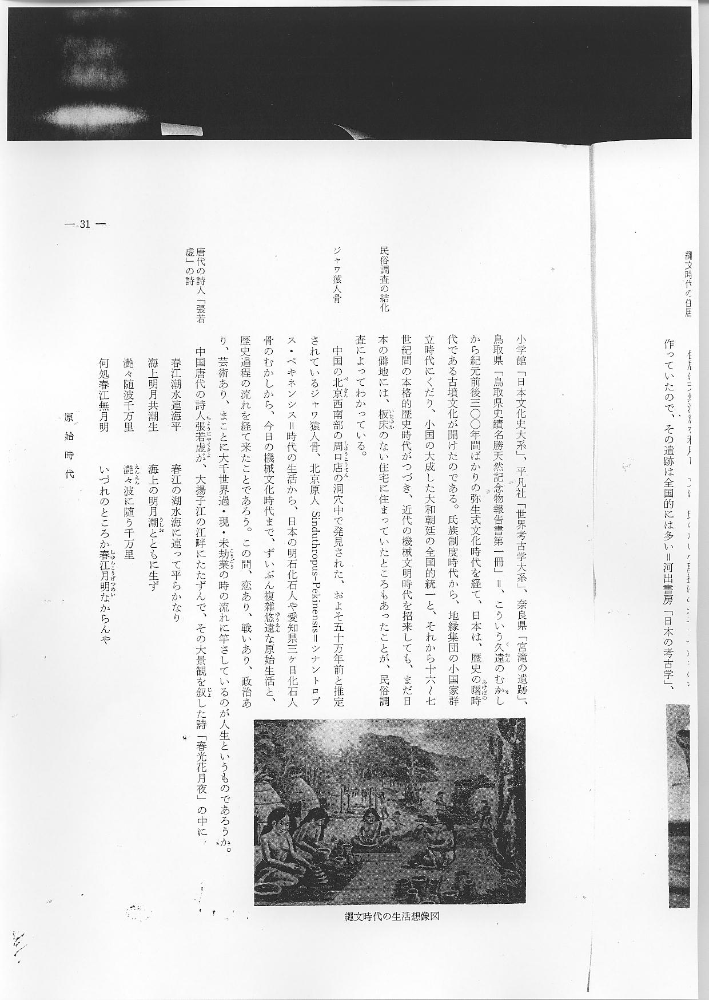 縄文時代の住居
作っていたので、その遺跡は全国的には多い＝河出書房「日本の考古学」、
小学館「日本文化史大系」、平凡社「世界考古学大系」、奈良県「宮滝の遺跡」、
鳥取県「鳥取県史蹟名勝天然記念物報告書第一冊」＝、こういう久遠のむかし
から紀元前後三〇〇年間ばかりの弥生式文化時代を経て、日本は、歴史の曙時
代である古墳文化が開けたのである。氏族制度時代から、地縁集団の小国家群
立時代にくだり、小国の大成した大和朝廷の全国的統一と、それから十六〜七
世紀間の本格的歴史時代がつづき、近代の機械文明時代を招来しても、まだ日
民俗調査の結化
本の僻地には、板床のない住宅に住まっていたところもあったことが、民俗調
査によってわかっている。
ジャワ猿人骨
中国の北京西南部の周口店の洞穴中で発見された、およそ五十万年前と推定
されているジャワ猿人骨、北京原人 Sinduthropus-Pekinensis＝シナントロプ
ス・ペキネンシス＝時代の生活から、日本の明石化石人や愛知県三ケ日化石人
骨のむかしから、今日の機械文化時代まで、ずいぶん複雑悠遠な原始生活と、
歴史過程の流れを経て来たことであろう。この間、恋あり、戦いあり、政治あ
り、芸術あり、まことに大千世界過・現・未劫業の時の流れに竿さしているのが人生というものであろうか。
唐代の詩人「張若
虚」の詩
中国唐代の詩人張若虚が、大揚子江の江畔にたたずんで、その大景観を叙した詩「春光花月夜」の中に
春江潮水連海平　春江の湖水海に連って平らかなり
海上明月共潮生　海上の明月潮とともに生ず
灔々随波千万里　灔々波に随う千万里
何処春江無月明　いづれのところか春江月明なからんや
縄文時代の生活想像図
原始時代
— 31 —